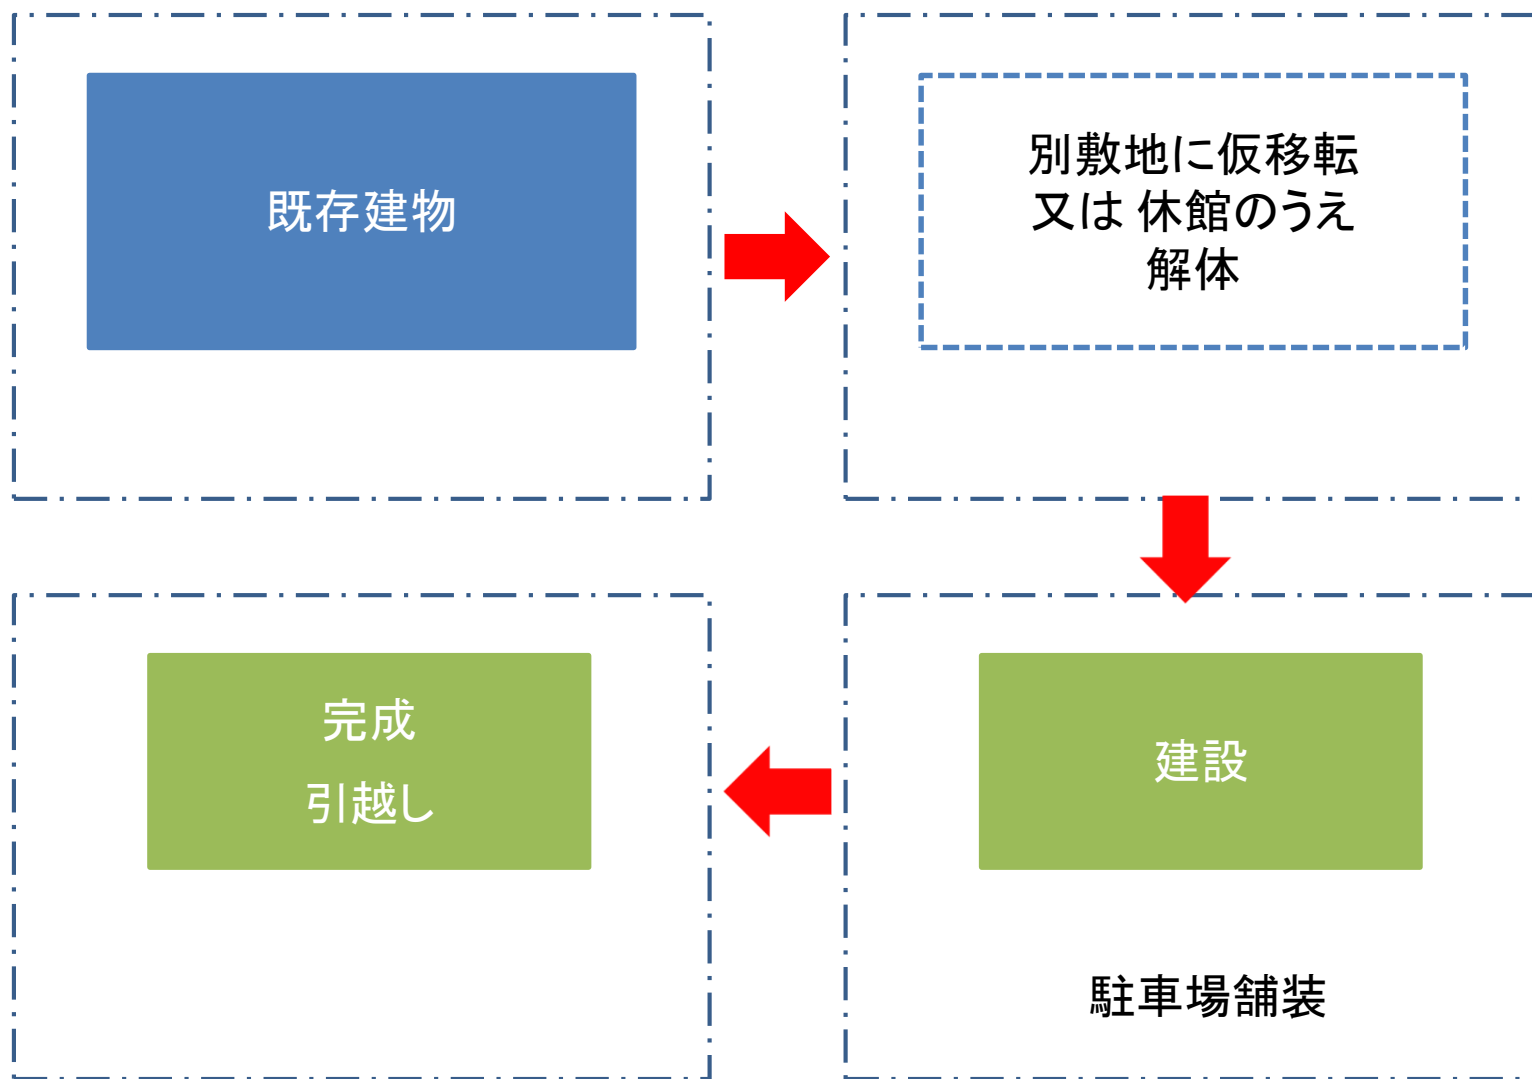 既存建物
別敷地に仮移転
又は 休館のうえ
解体
完成
引越し
建設
駐車場舗装